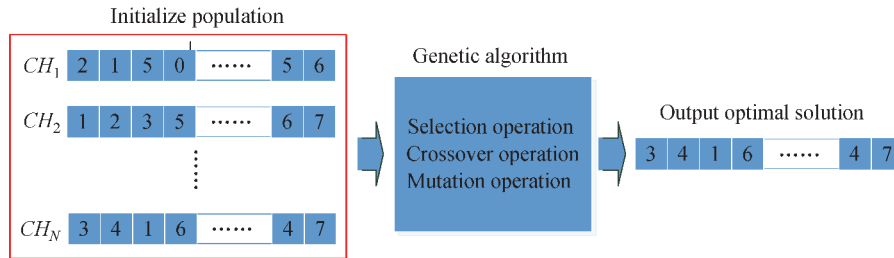 Initialize population
CH1 2 1 5 0 ...... 5 6
CH2 1 2 3 5 ...... 6 7
......
CHN 3 4 1 6 ...... 4 7
Genetic algorithm
Selection operation
Crossover operation
Mutation operation
Output optimal solution
3 4 1 6 ...... 4 7